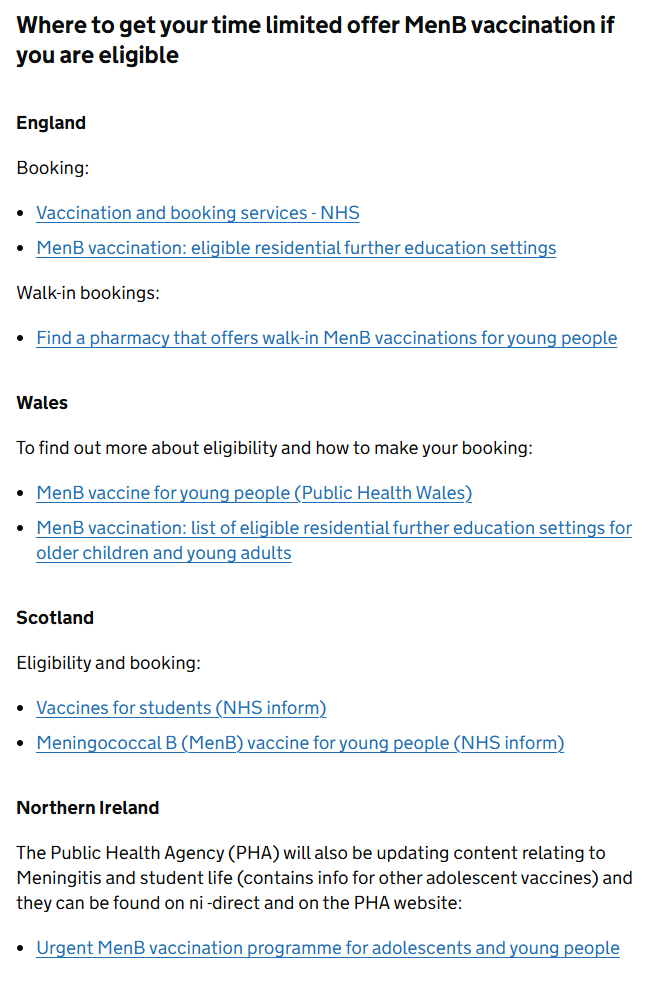 Where to get your time limited offer MenB vaccination if
you are eligible
England
Booking:
Vaccination and booking services - NHS
MenB vaccination: eligible residential further education settings
Walk-in bookings:
Find a pharmacy that offers walk-in MenB vaccinations for young people
Wales
To find out more about eligibility and how to make your booking:
MenB vaccine for young people (Public Health Wales)
MenB vaccination: list of eligible residential further education settings for
older children and young adults
Scotland
Eligibility and booking:
Vaccines for students (NHS inform)
Meningococcal B (MenB) vaccine for young people (NHS inform)
Northern Ireland
The Public Health Agency (PHA) will also be updating content relating to
Meningitis and student life (contains info for other adolescent vaccines) and
they can be found on ni -direct and on the PHA website:
Urgent MenB vaccination programme for adolescents and young people